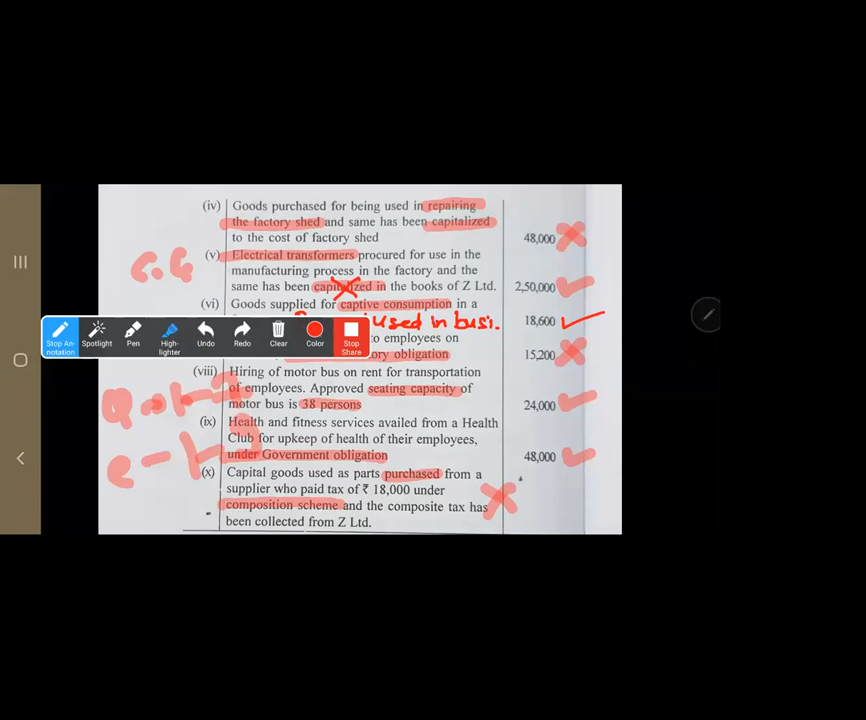 (iv) Goods purchased for being used in repairing
the factory shed and same has been capitalized
to the cost of factory shed 48,000
C.G
(v) Electrical transformers procured for use in the
manufacturing process in the factory and the
same has been capitalized in the books of Z Ltd. 2,50,000
(vi) Goods supplied for captive consumption in a
used in busi. 18,600
to employees on
ory obligation 15,200
(viii) Hiring of motor bus on rent for transportation
of employees. Approved seating capacity of
motor bus is 38 persons 24,000
(ix) Health and fitness services availed from a Health
Club for upkeep of health of their employees,
under Government obligation 48,000
(x) Capital goods used as parts purchased from a
supplier who paid tax of ₹ 18,000 under
composition scheme and the composite tax has
been collected from Z Ltd.
Stop An-
notation
Spotlight
Pen
High-
lighter
Undo
Redo
Clear
Color
Stop
Share